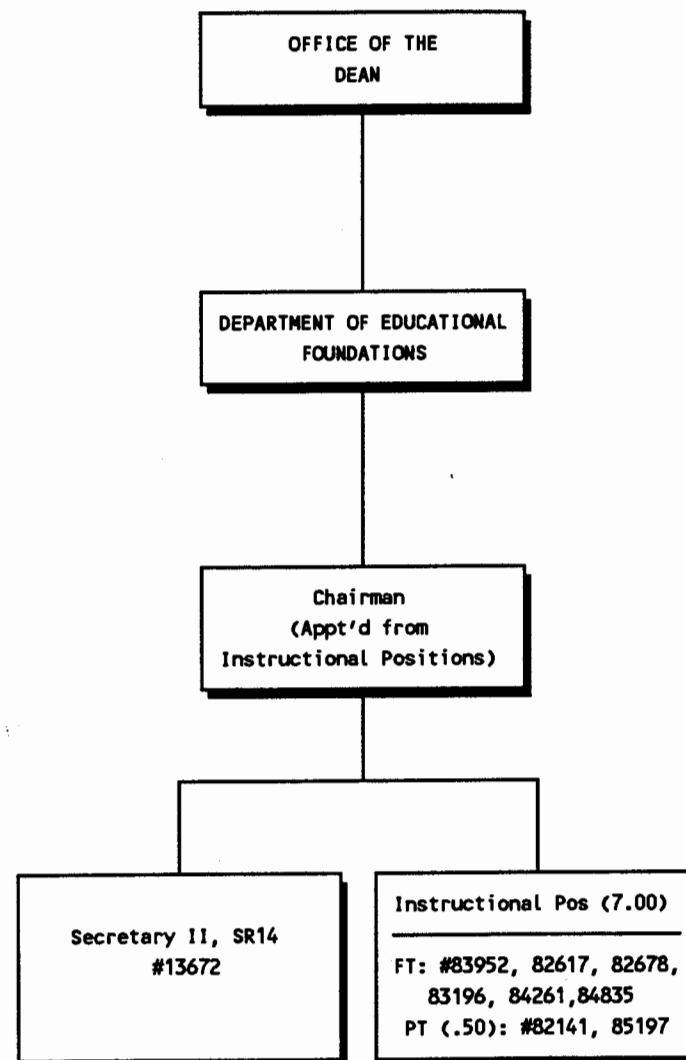 OFFICE OF THE
DEAN
DEPARTMENT OF EDUCATIONAL
FOUNDATIONS
Chairman
(Appt'd from
Instructional Positions)
Secretary II, SR14
#13672
Instructional Pos (7.00)
FT: #83952, 82617, 82678,
83196, 84261,84835
PT (.50): #82141, 85197